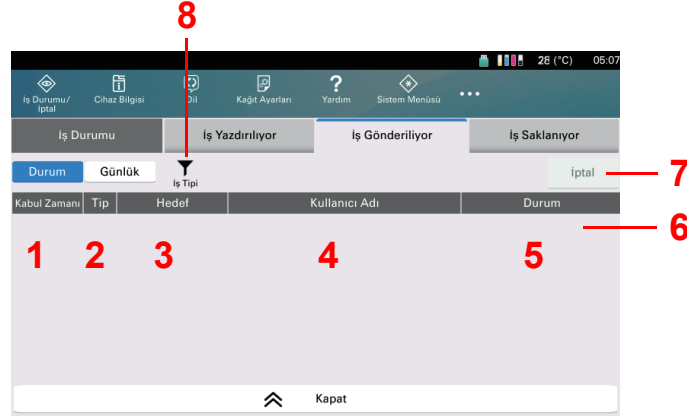 8
28 (°C) 05:07
İş Durumu/
İptal
Cihaz Bilgisi
Dil
Kağıt Ayarları
Yardım
Sistem Menüsü
...
İş Durumu
İş Yazdırılıyor
İş Gönderiliyor
İş Saklanıyor
Durum
Günlük
İş Tipi
İptal
7
Kabul Zamanı
Tip
Hedef
Kullanıcı Adı
Durum
6
1
2
3
4
5
Kapat